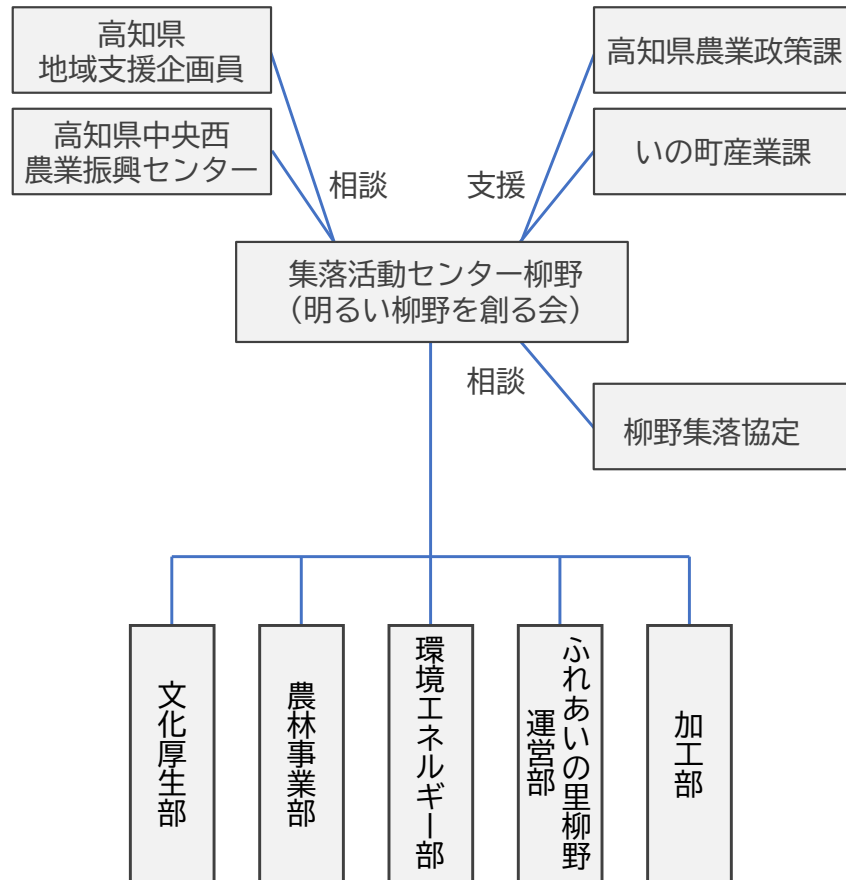 高知県
地域支援企画員
高知県農業政策課
高知県中央西
農業振興センター
いの町産業課
相談
支援
集落活動センター柳野
（明るい柳野を創る会）
相談
柳野集落協定
文化厚生部
農林事業部
環境エネルギー部
ふれあいの里柳野
運営部
加工部